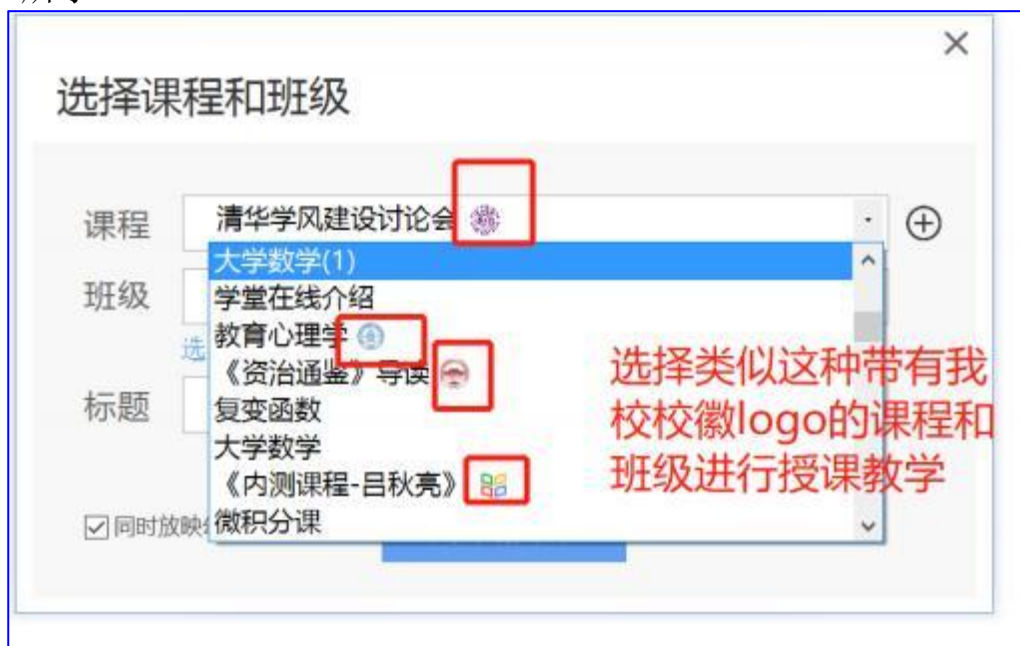 选择课程和班级
课程
清华学风建设讨论会
大学数学(1)
班级
学堂在线介绍
教育心理学
选
《资治通鉴》导读
标题
复变函数
大学数学
《内测课程-吕秋亮》
同时放映
微积分课
选择类似这种带有我
校校徽logo的课程和
班级进行授课教学